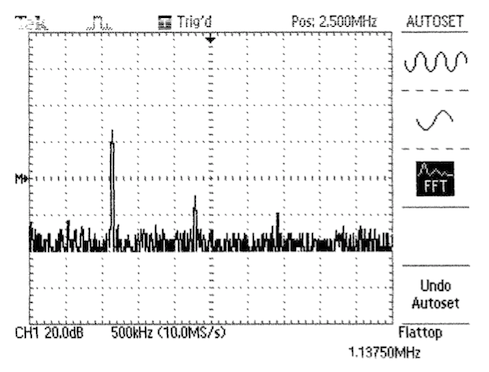 Tek Trig'd Pos: 2.500MHz AUTOSET
M
FFT
Undo
Autoset
CH1 20.0dB 500kHz (10.0MS/s) Flattop
1.13750MHz